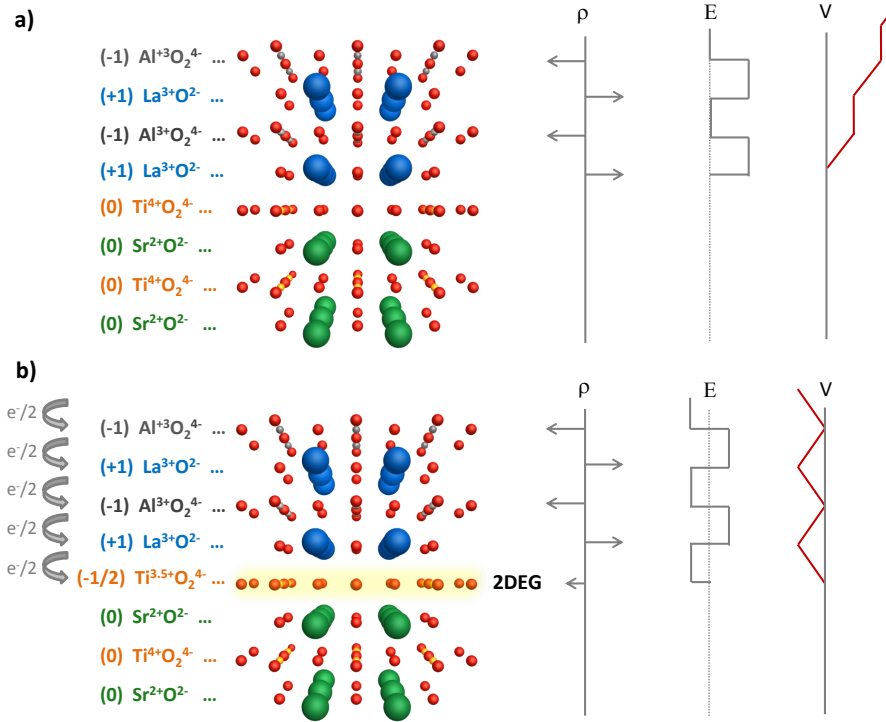 a)
ρ E V
(-1) Al⁺³O₂⁴⁻ ...
(+1) La³⁺O²⁻ ...
(-1) Al³⁺O₂⁴⁻ ...
(+1) La³⁺O²⁻ ...
(0) Ti⁴⁺O₂⁴⁻ ...
(0) Sr²⁺O²⁻ ...
(0) Ti⁴⁺O₂⁴⁻ ...
(0) Sr²⁺O²⁻ ...
b)
ρ E V
e⁻/2
(-1) Al⁺³O₂⁴⁻ ...
e⁻/2
(+1) La³⁺O²⁻ ...
e⁻/2
(-1) Al³⁺O₂⁴⁻ ...
e⁻/2
(+1) La³⁺O²⁻ ...
e⁻/2
(-1/2) Ti³·⁵⁺O₂⁴⁻ ... 2DEG
(0) Sr²⁺O²⁻ ...
(0) Ti⁴⁺O₂⁴⁻ ...
(0) Sr²⁺O²⁻ ...